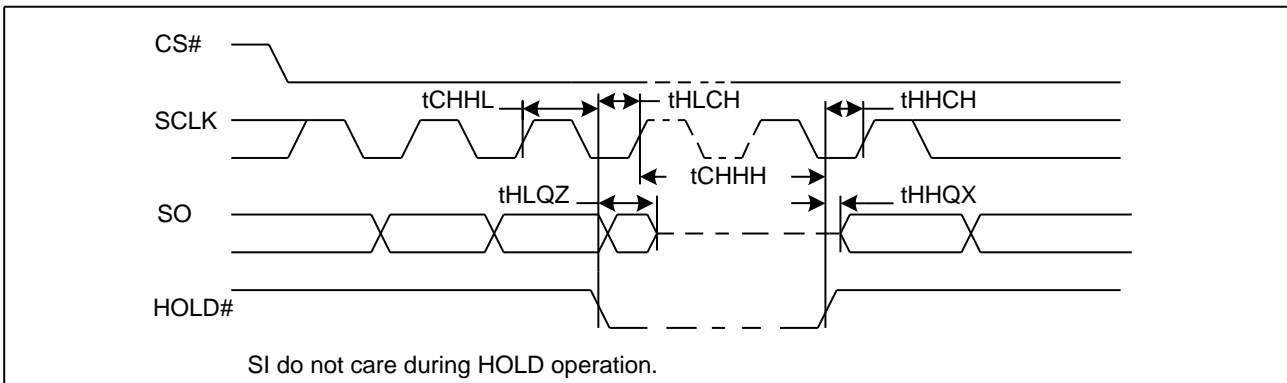 CS#
tCHHL
tHLCH
tHHCH
SCLK
tCHHH
tHLQZ
tHHQX
SO
HOLD#
SI do not care during HOLD operation.